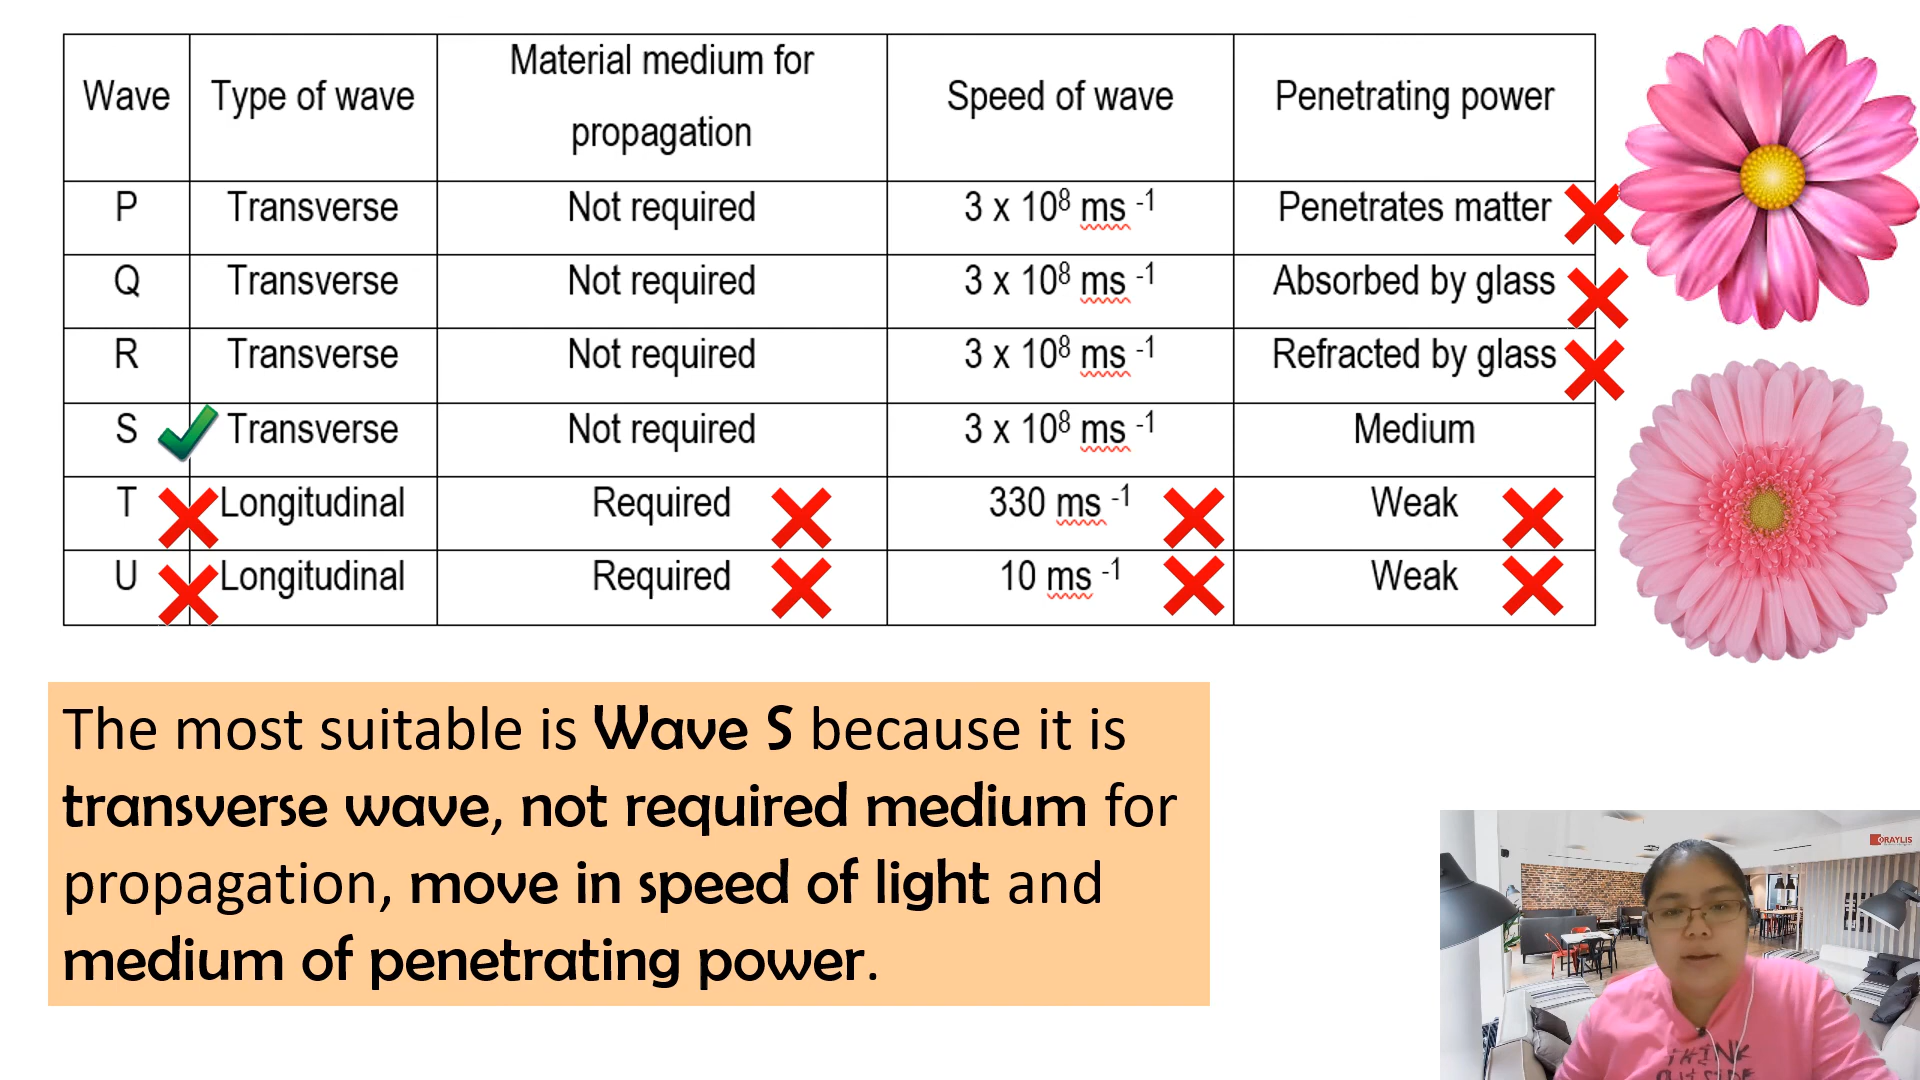 Wave Type of wave Material medium for propagation Speed of wave Penetrating power
P Transverse Not required 3 x 10⁸ ms ⁻¹ Penetrates matter
Q Transverse Not required 3 x 10⁸ ms ⁻¹ Absorbed by glass
R Transverse Not required 3 x 10⁸ ms ⁻¹ Refracted by glass
S Transverse Not required 3 x 10⁸ ms ⁻¹ Medium
T Longitudinal Required 330 ms ⁻¹ Weak
U Longitudinal Required 10 ms ⁻¹ Weak
The most suitable is Wave S because it is
transverse wave, not required medium for
propagation, move in speed of light and
medium of penetrating power.
ORAYLIS
THINK
OUTSIDE